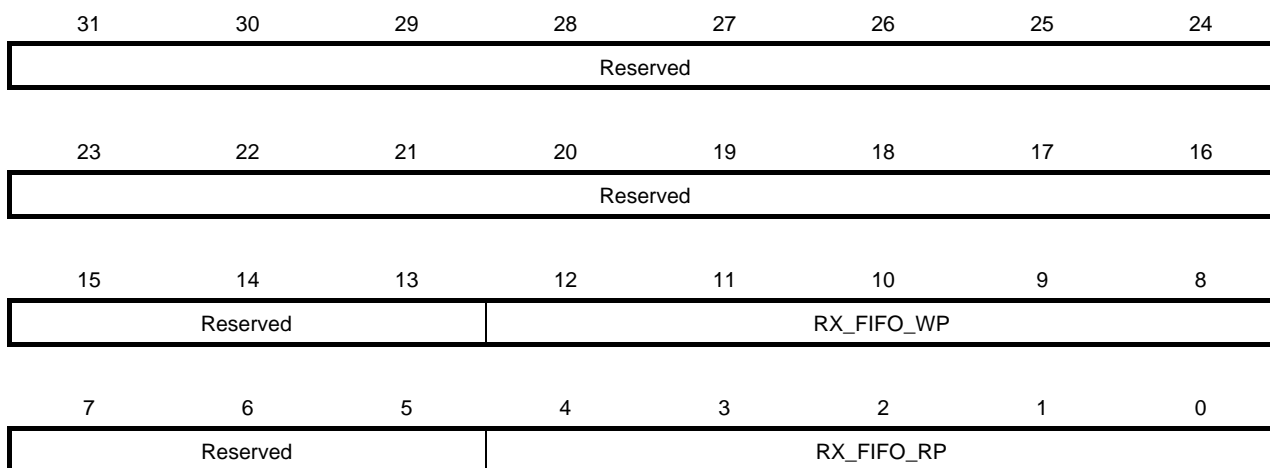 31 30 29 28 27 26 25 24
Reserved
23 22 21 20 19 18 17 16
Reserved
15 14 13 12 11 10 9 8
Reserved RX_FIFO_WP
7 6 5 4 3 2 1 0
Reserved RX_FIFO_RP